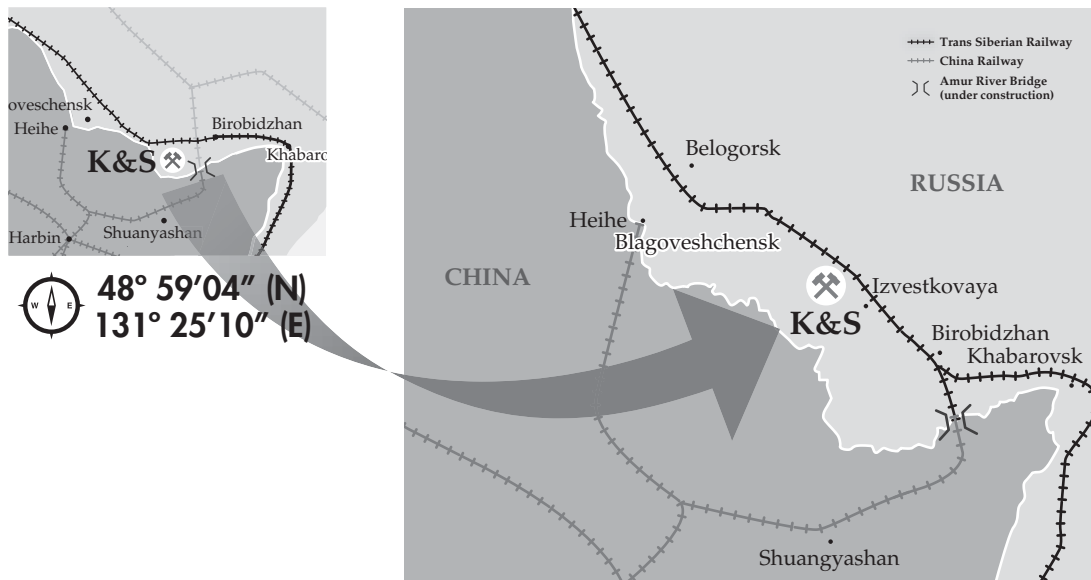 oveschensk
Heihe
Birobidzhan
Khabaro
K&S
Harbin
Shuanyashan
W E
48° 59’04” (N)
131° 25’10” (E)
Trans Siberian Railway
China Railway
Amur River Bridge
(under construction)
Belogorsk
RUSSIA
Heihe
Blagoveshchensk
CHINA
Izvestkovaya
K&S
Birobidzhan
Khabarovsk
Shuangyashan